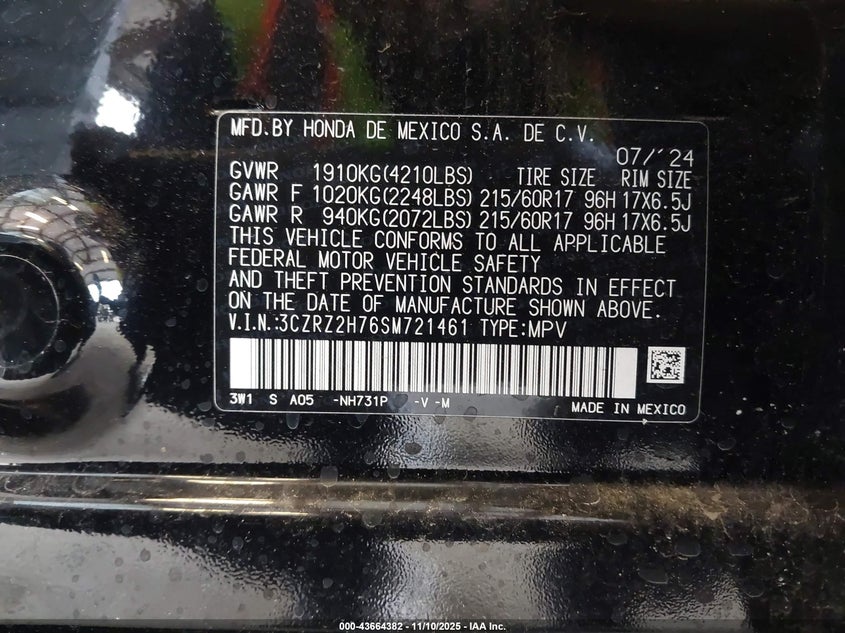 MFD.BY HONDA DE MEXICO S.A. DE C.V.
07/'24
GVWR 1910KG(4210LBS) TIRE SIZE RIM SIZE
GAWR F 1020KG(2248LBS) 215/60R17 96H 17X6.5J
GAWR R 940KG(2072LBS) 215/60R17 96H 17X6.5J
THIS VEHICLE CONFORMS TO ALL APPLICABLE
FEDERAL MOTOR VEHICLE SAFETY
AND THEFT PREVENTION STANDARDS IN EFFECT
ON THE DATE OF MANUFACTURE SHOWN ABOVE.
V.I.N.:3CZRZ2H76SM721461 TYPE:MPV
3W1 S A05 -NH731P -V -M MADE IN MEXICO
000-43664382 - 11/10/2025 - IAA Inc.